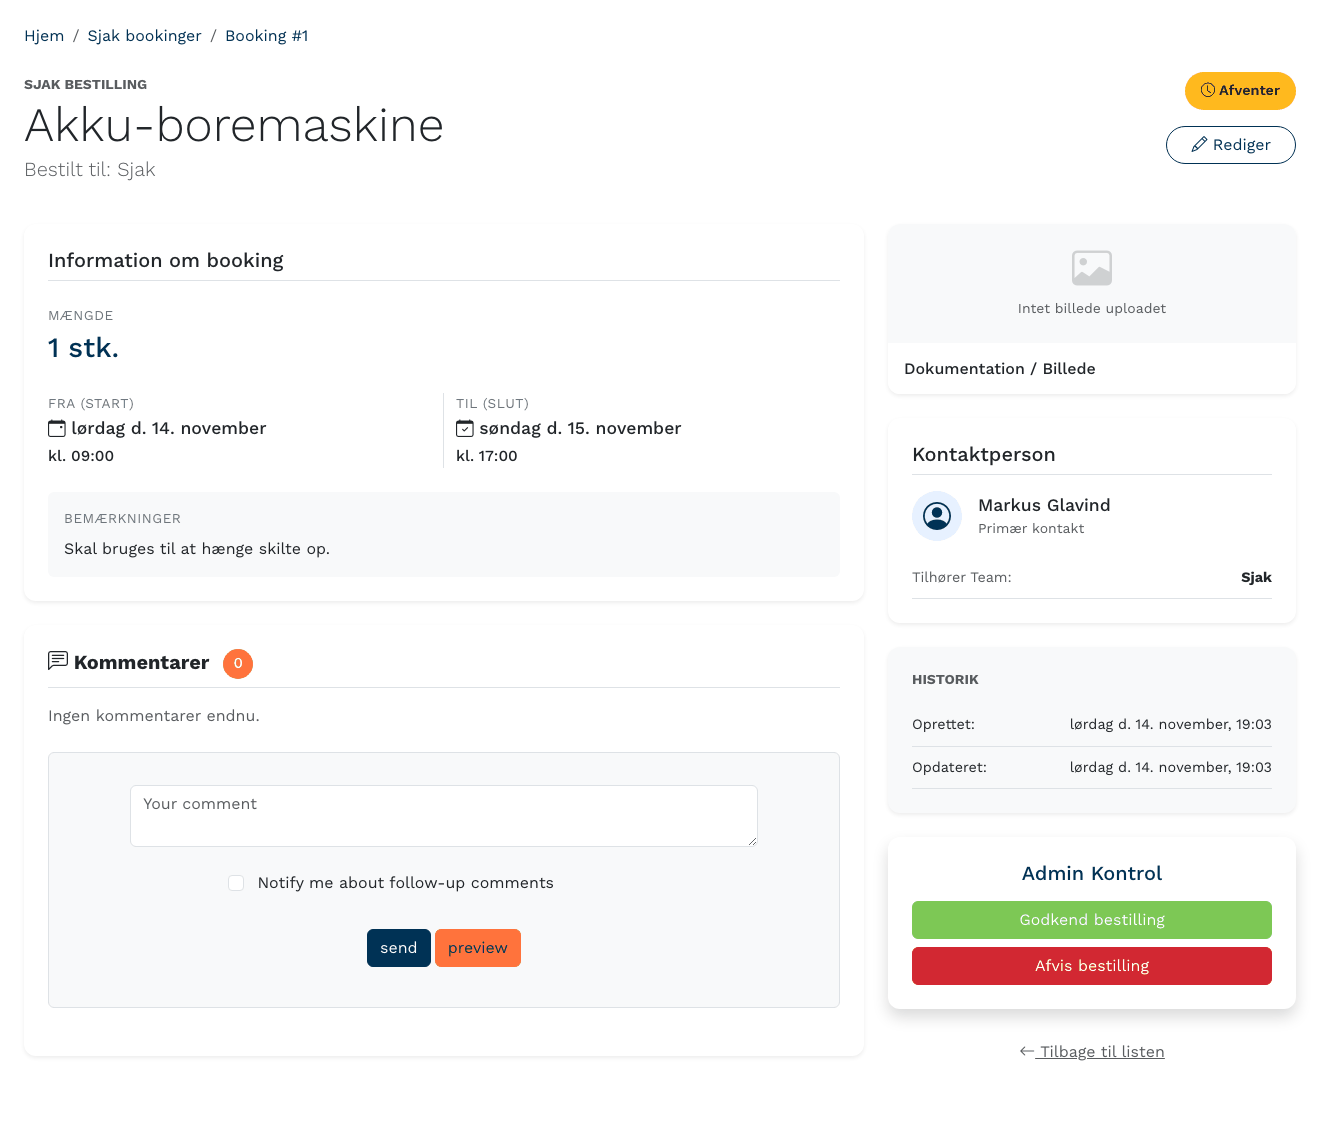 Hjem / Sjak bookinger / Booking #1
SJAK BESTILLING
Akku-boremaskine
Bestilt til: Sjak
Afventer
Rediger
Information om booking
MÆNGDE
1 stk.
FRA (START)
lørdag d. 14. november
kl. 09:00
TIL (SLUT)
søndag d. 15. november
kl. 17:00
BEMÆRKNINGER
Skal bruges til at hænge skilte op.
Kommentarer 0
Ingen kommentarer endnu.
Your comment
Notify me about follow-up comments
send preview
Intet billede uploadet
Dokumentation / Billede
Kontaktperson
Markus Glavind
Primær kontakt
Tilhører Team: Sjak
HISTORIK
Oprettet: lørdag d. 14. november, 19:03
Opdateret: lørdag d. 14. november, 19:03
Admin Kontrol
Godkend bestilling
Afvis bestilling
← Tilbage til listen